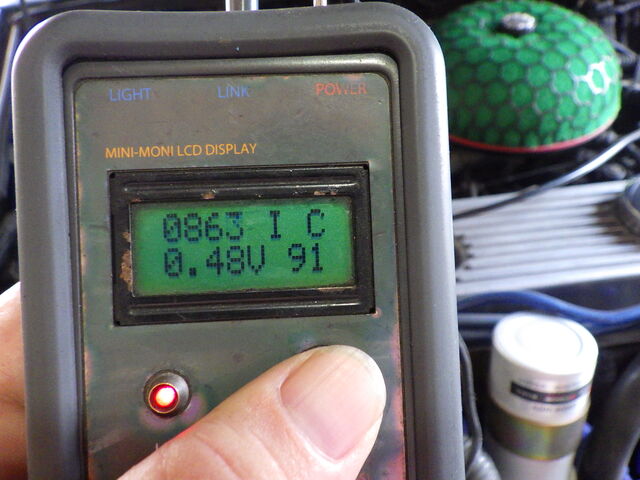 LIGHT LINK POWER
MINI-MONI LCD DISPLAY
0863 I C
0.48V 91